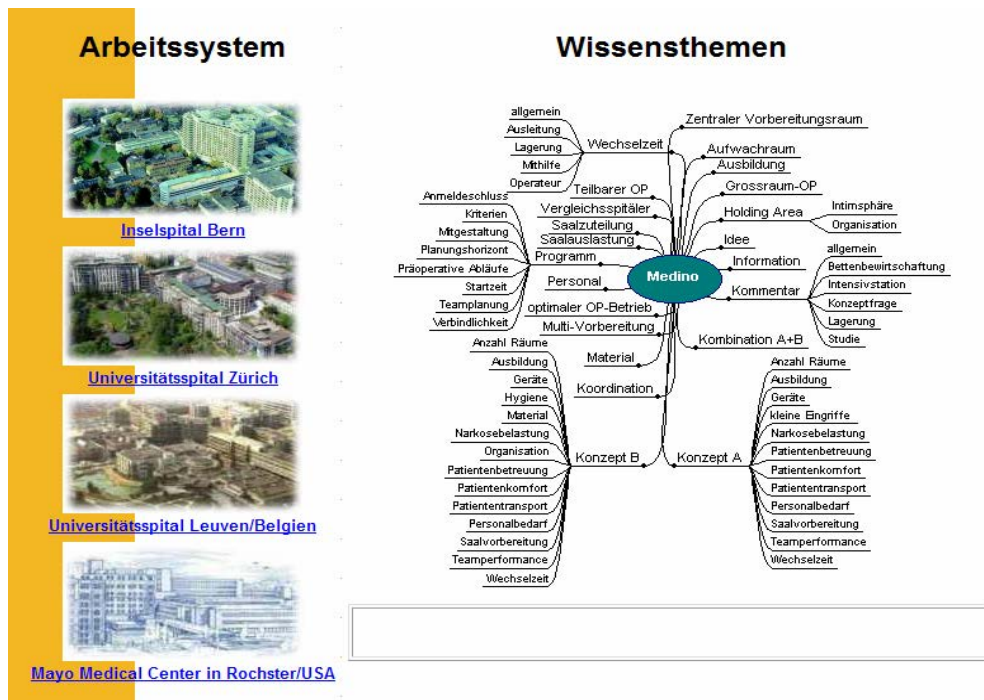 Arbeitssystem
Inselspital Bern
Universitätsspital Zürich
Universitätsspital Leuven/Belgien
Mayo Medical Center in Rochster/USA
Wissensthemen
Medino
Wechselzeit
allgemein
Ausleitung
Lagerung
Mithilfe
Operateur
Teilbarer OP
Vergleichsspitäler
Saalzuteilung
Saalauslastung
Programm
Anmeldeschluss
Kriterien
Mitgestaltung
Planungshorizont
Präoperative Abläufe
Startzeit
Teamplanung
Verbindlichkeit
Personal
optimaler OP-Betrieb
Multi-Vorbereitung
Material
Koordination
Konzept B
Anzahl Räume
Ausbildung
Geräte
Hygiene
Material
Narkosebelastung
Organisation
Patientenbetreuung
Patientenkomfort
Patiententransport
Personalbedarf
Saalvorbereitung
Teamperformance
Wechselzeit
Zentraler Vorbereitungsraum
Aufwachraum
Ausbildung
Grossraum-OP
Holding Area
Intimsphäre
Organisation
Idee
Information
Kommentar
allgemein
Bettenbewirtschaftung
Intensivstation
Konzeptfrage
Lagerung
Studie
Kombination A+B
Konzept A
Anzahl Räume
Ausbildung
Geräte
kleine Eingriffe
Narkosebelastung
Patientenbetreuung
Patientenkomfort
Patiententransport
Personalbedarf
Saalvorbereitung
Teamperformance
Wechselzeit